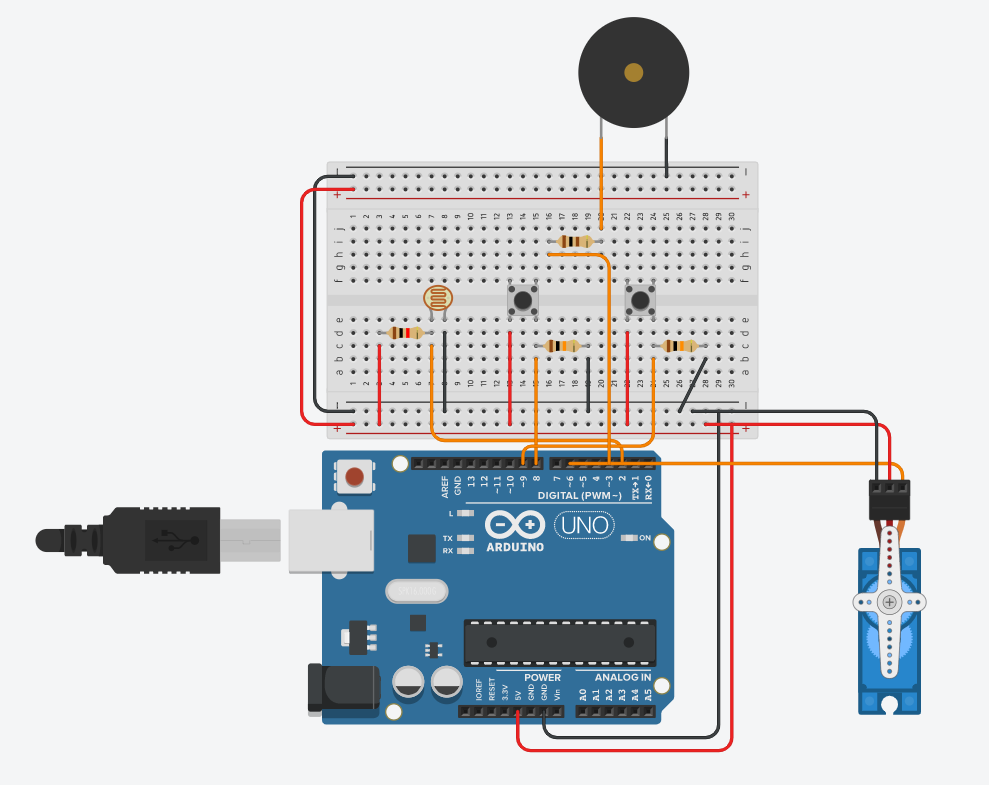 − −
+ +
1 2 3 4 5 6 7 8 9 10 11 12 13 14 15 16 17 18 19 20 21 22 23 24 25 26 27 28 29 30
j j
i i
h h
g g
f f
e e
d d
c c
b b
a a
1 2 3 4 5 6 7 8 9 10 11 12 13 14 15 16 17 18 19 20 21 22 23 24 25 26 27 28 29 30
− −
+ +
AREF GND 13 12 ~11 ~10 ~9 8 7 ~6 ~5 4 ~3 2 TX→1 RX←0
DIGITAL (PWM~)
L
TX
RX
UNO
ON
ARDUINO
POWER ANALOG IN
IOREF RESET 3.3V 5V GND GND Vin A0 A1 A2 A3 A4 A5